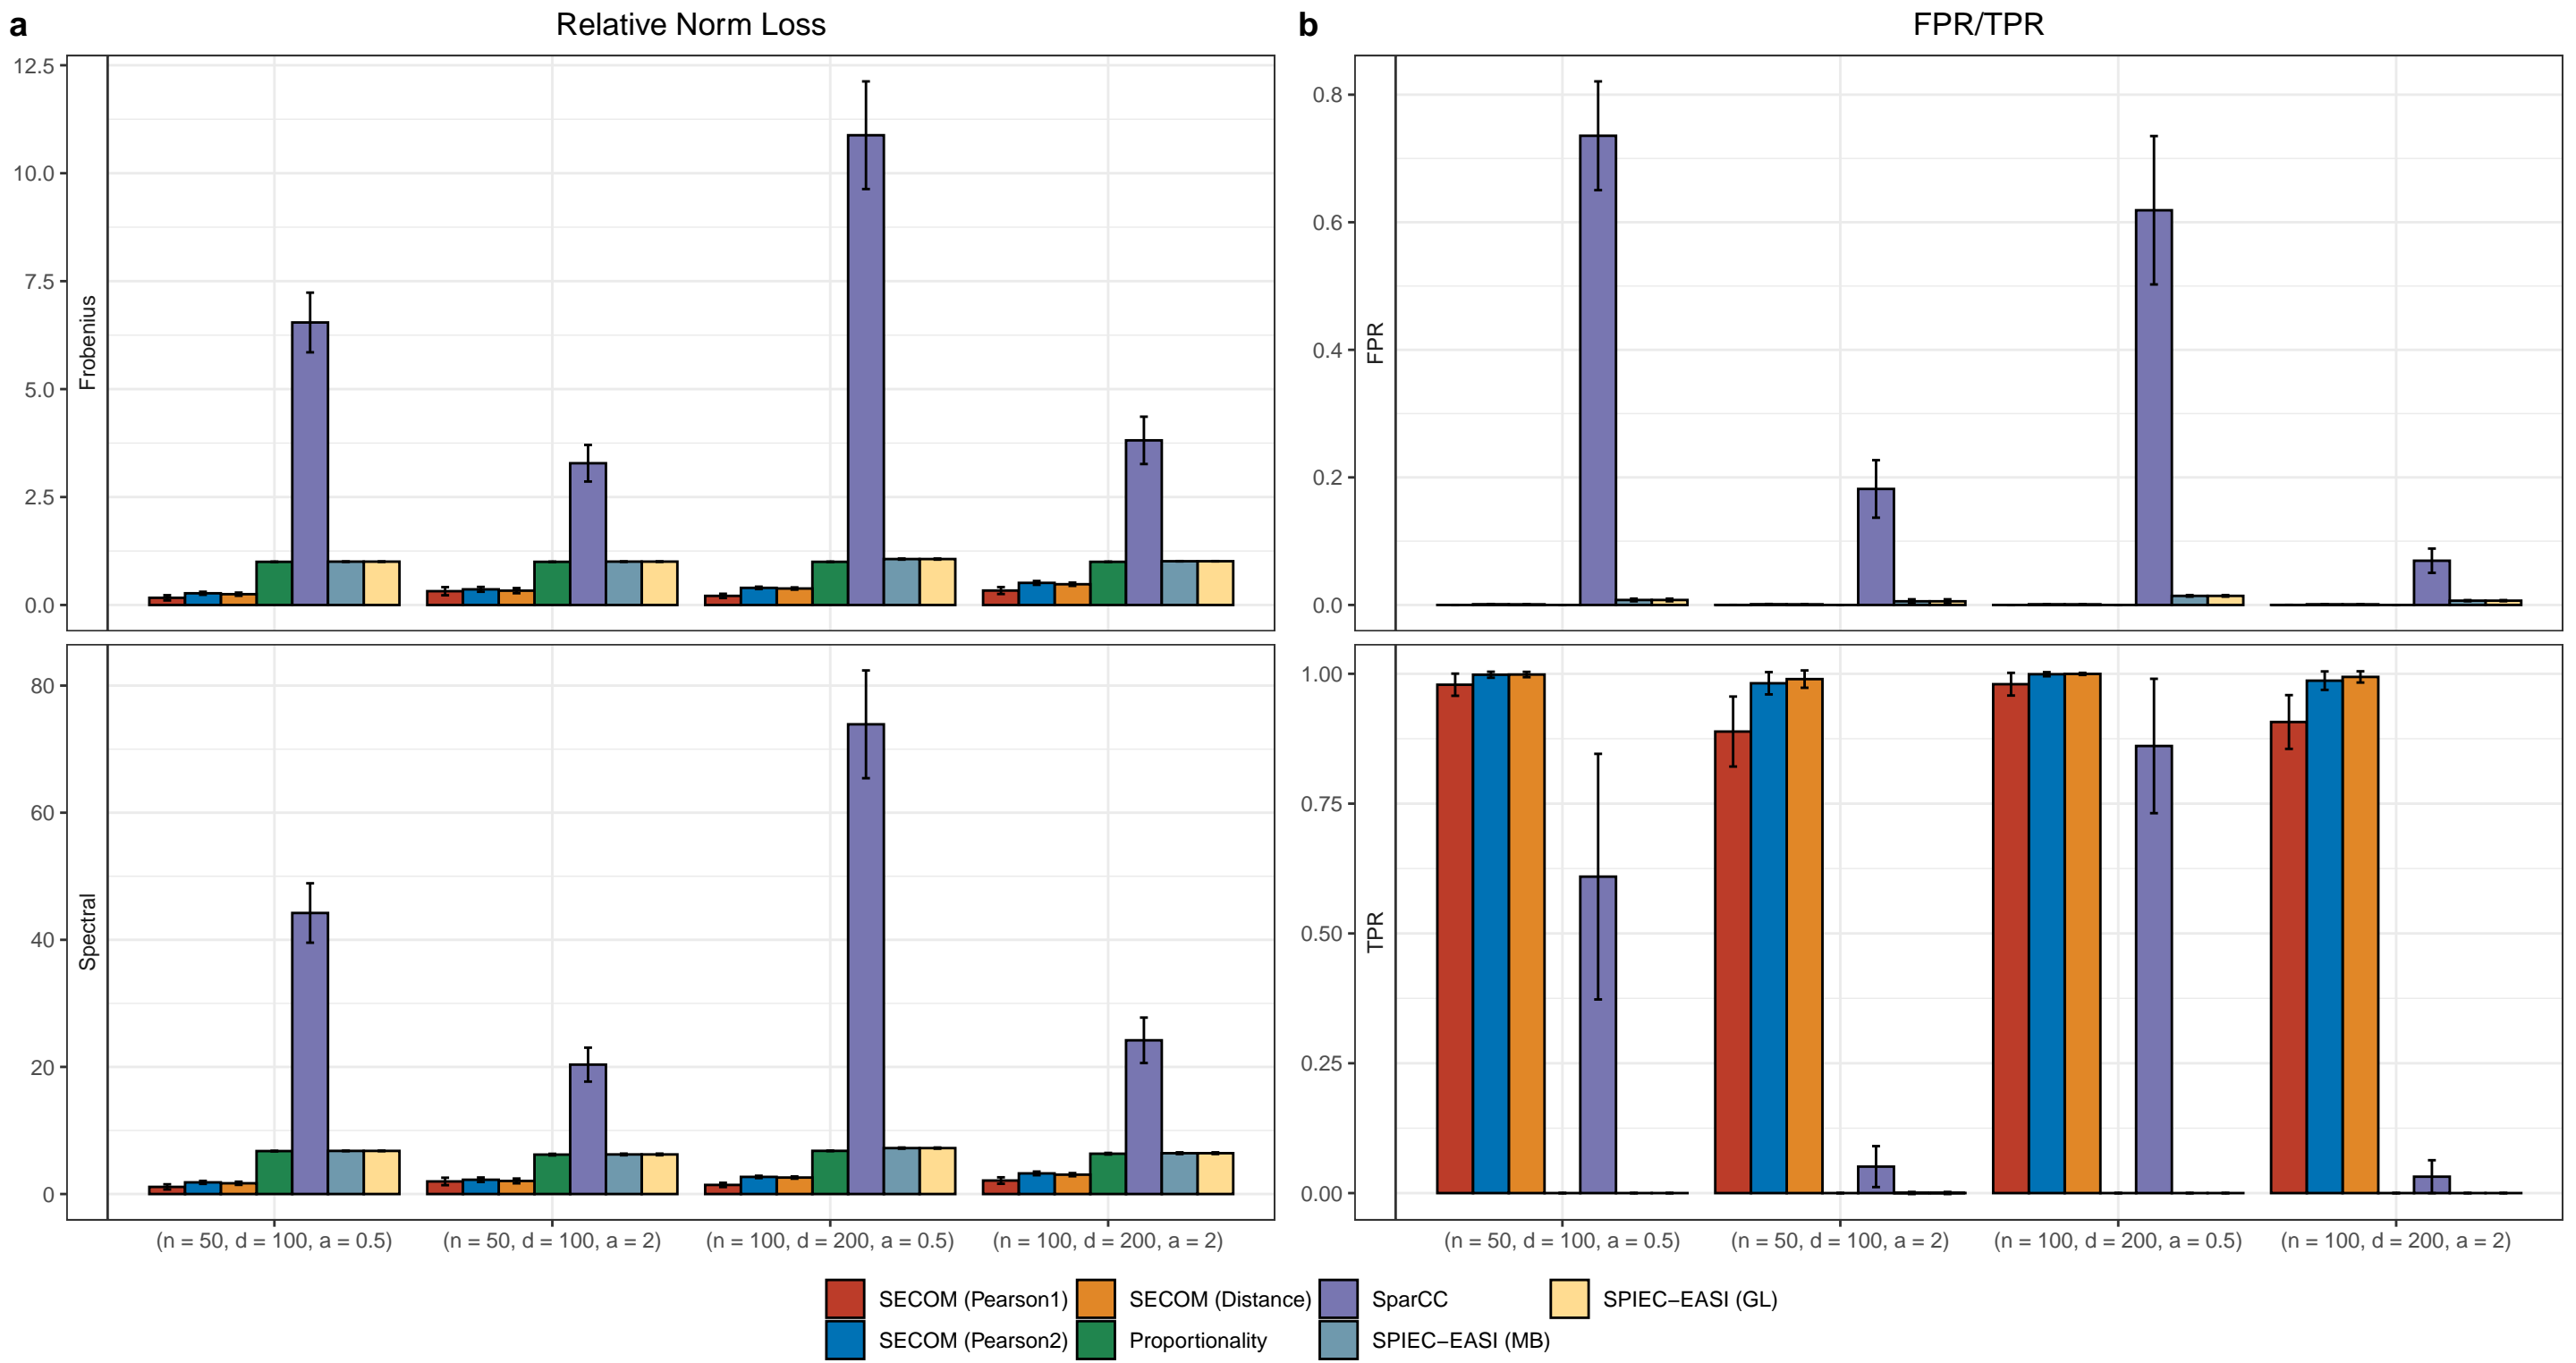 a
Relative Norm Loss
12.5
10.0
7.5
5.0
2.5
0.0
Frobenius
80
60
40
20
0
Spectral
(n = 50, d = 100, a = 0.5)
(n = 50, d = 100, a = 2)
(n = 100, d = 200, a = 0.5)
(n = 100, d = 200, a = 2)
b
FPR/TPR
0.8
0.6
0.4
0.2
0.0
FPR
1.00
0.75
0.50
0.25
0.00
TPR
(n = 50, d = 100, a = 0.5)
(n = 50, d = 100, a = 2)
(n = 100, d = 200, a = 0.5)
(n = 100, d = 200, a = 2)
SECOM (Pearson1)
SECOM (Distance)
SparCC
SPIEC−EASI (GL)
SECOM (Pearson2)
Proportionality
SPIEC−EASI (MB)